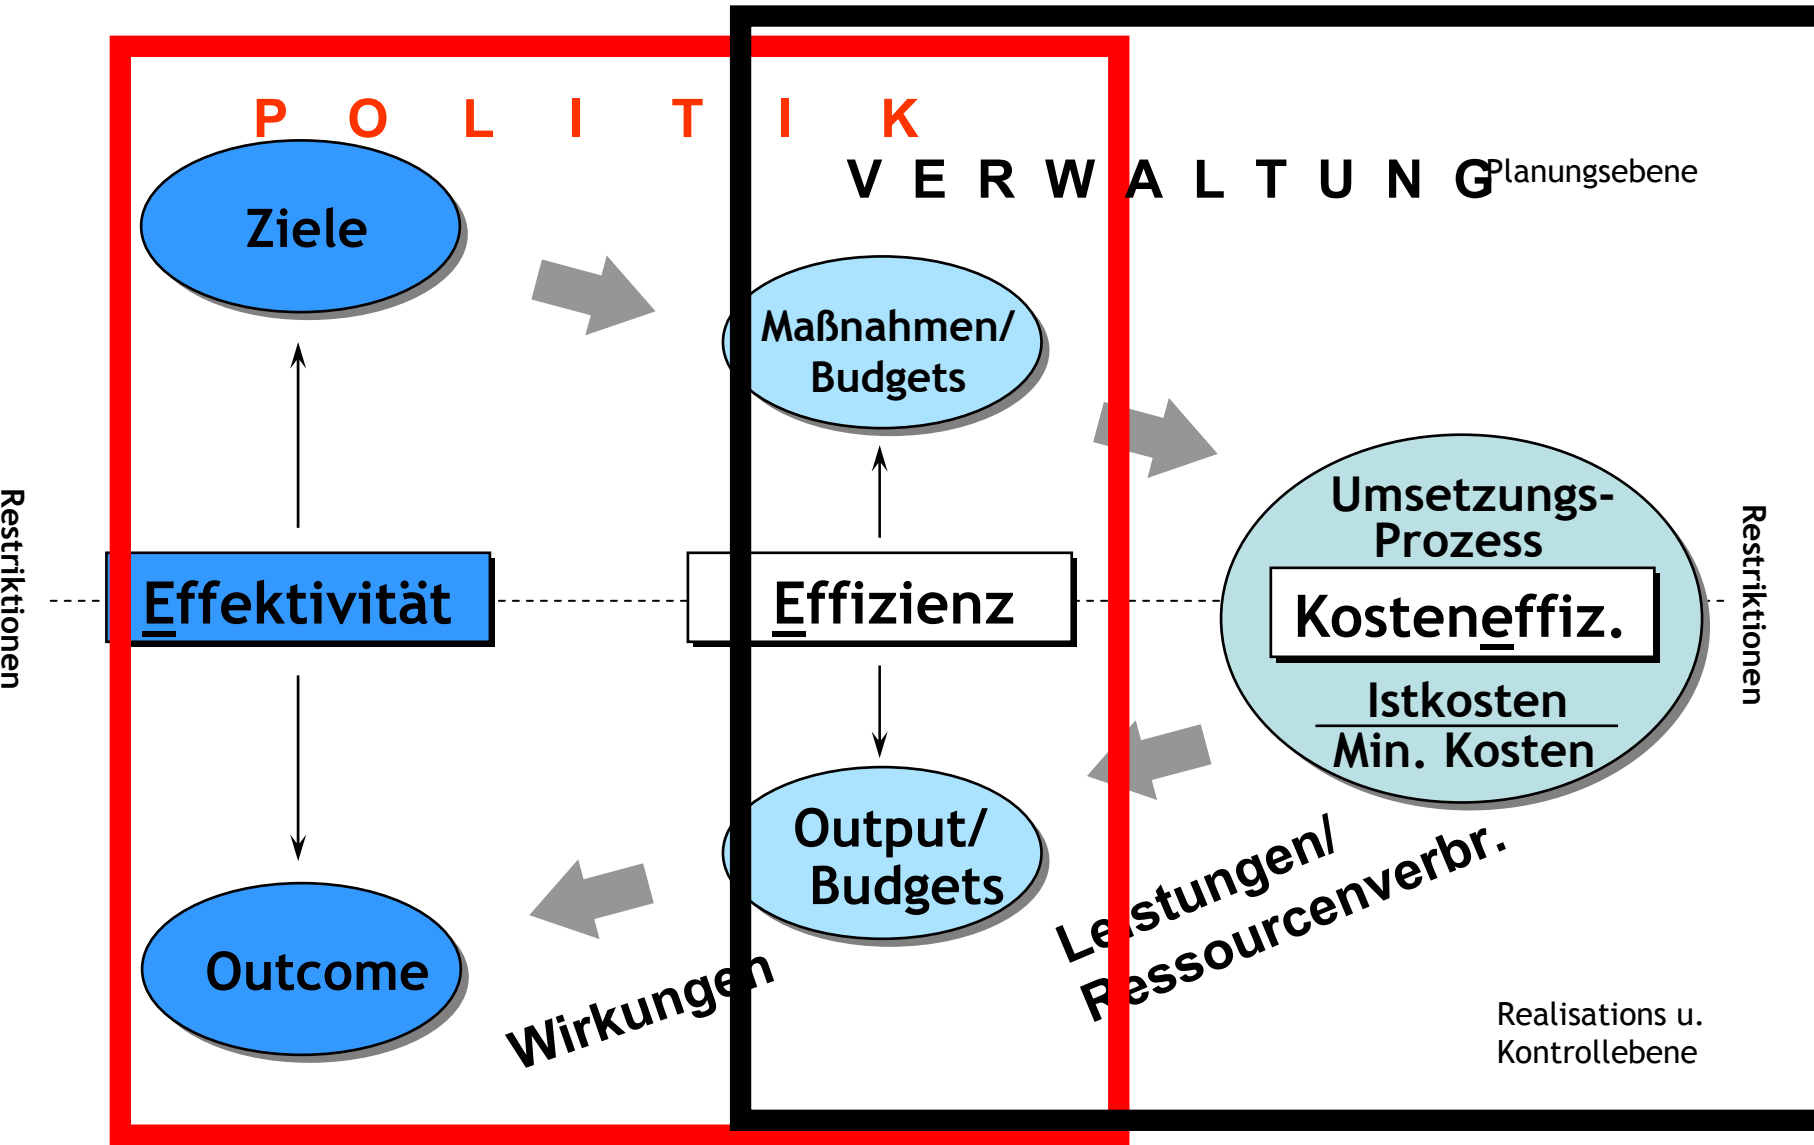 P O L I T I K
V E R W A L T U N G
Planungsebene
Ziele
Maßnahmen/
Budgets
Restriktionen
Effektivität
Effizienz
Umsetzungs-
Prozess
Kosteneffiz.
Istkosten
Min. Kosten
Restriktionen
Output/
Budgets
Outcome
Wirkungen
Leistungen/
Ressourcenverbr.
Realisations u.
Kontrollebene